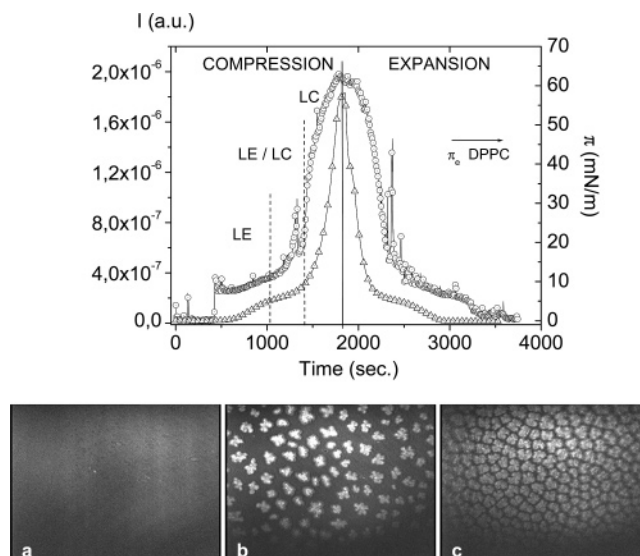 I (a.u.)
COMPRESSION EXPANSION
LC
LE / LC
LE
πe DPPC
2,0x10-6
1,6x10-6
1,2x10-6
8,0x10-7
4,0x10-7
0,0
70
60
50
40
30
20
10
0
π (mN/m)
0 1000 2000 3000 4000
Time (sec.)
a b c